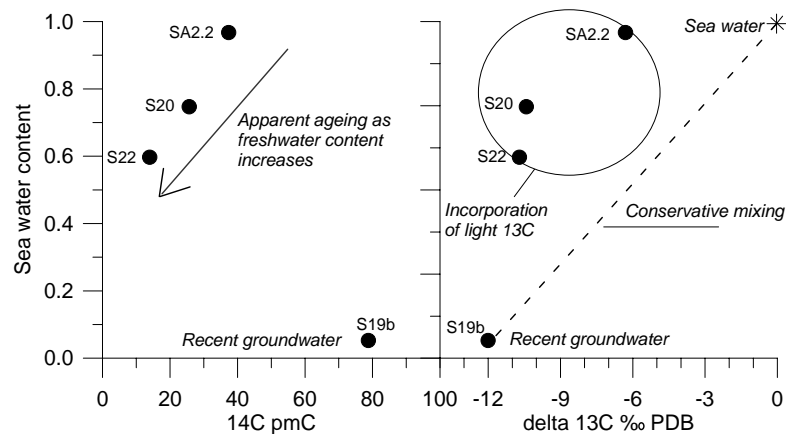 1.0
0.8
0.6
0.4
0.2
0.0
Sea water content
SA2.2
S20
S22
Apparent ageing as
freshwater content
increases
S19b
Recent groundwater
0
20
40
60
80
100
14C pmC
Sea water
SA2.2
S20
S22
Incorporation
of light 13C
Conservative mixing
S19b
Recent groundwater
-12
-9
-6
-3
0
delta 13C ‰ PDB